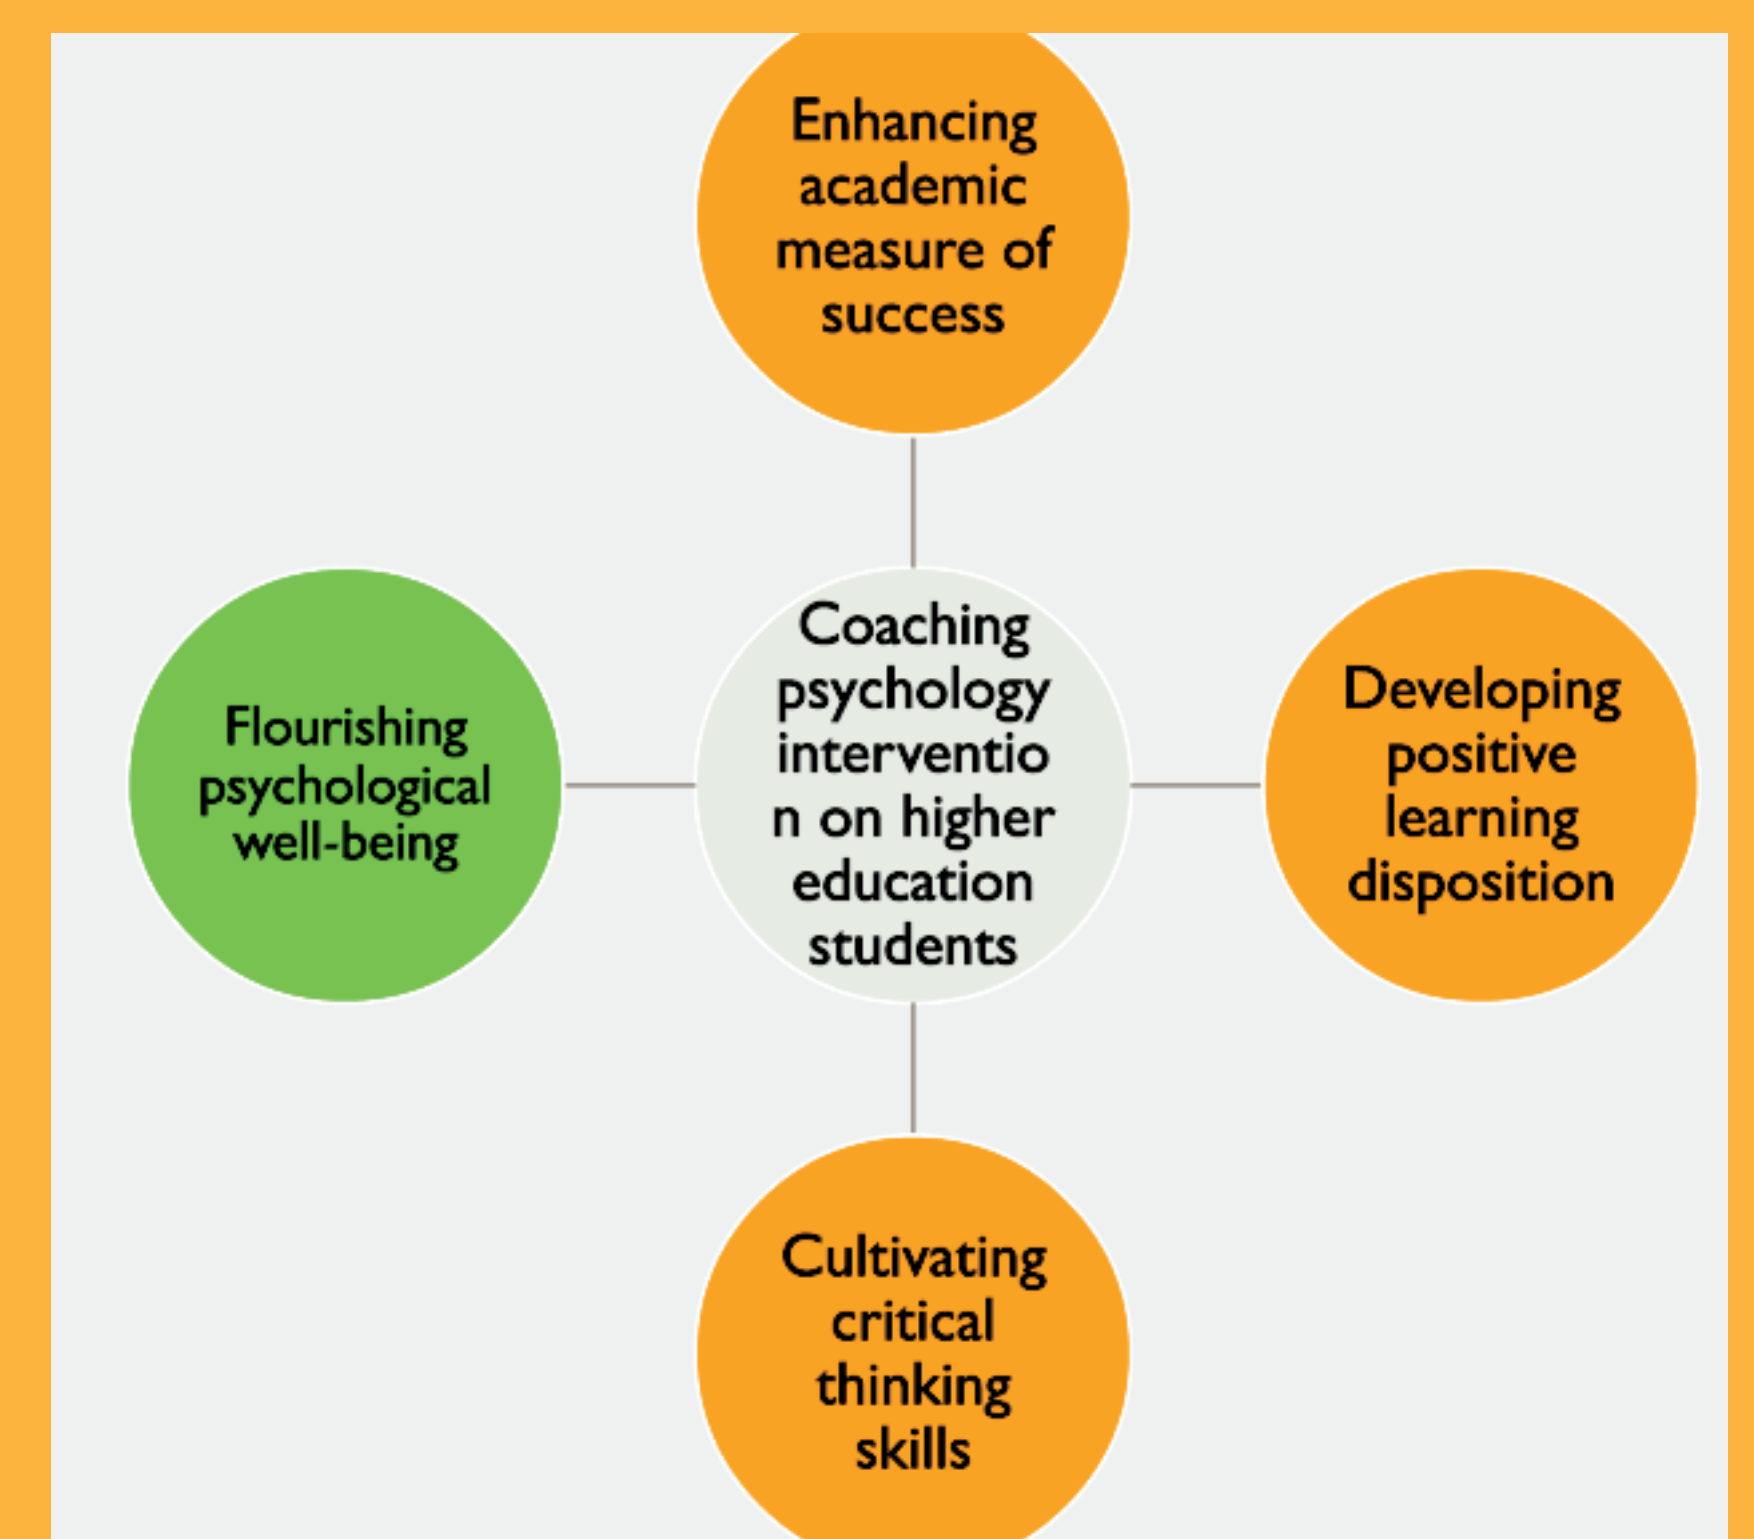 Enhancing
academic
measure of
success
Flourishing
psychological
well-being
Coaching
psychology
interventio
n on higher
education
students
Developing
positive
learning
disposition
Cultivating
critical
thinking
skills